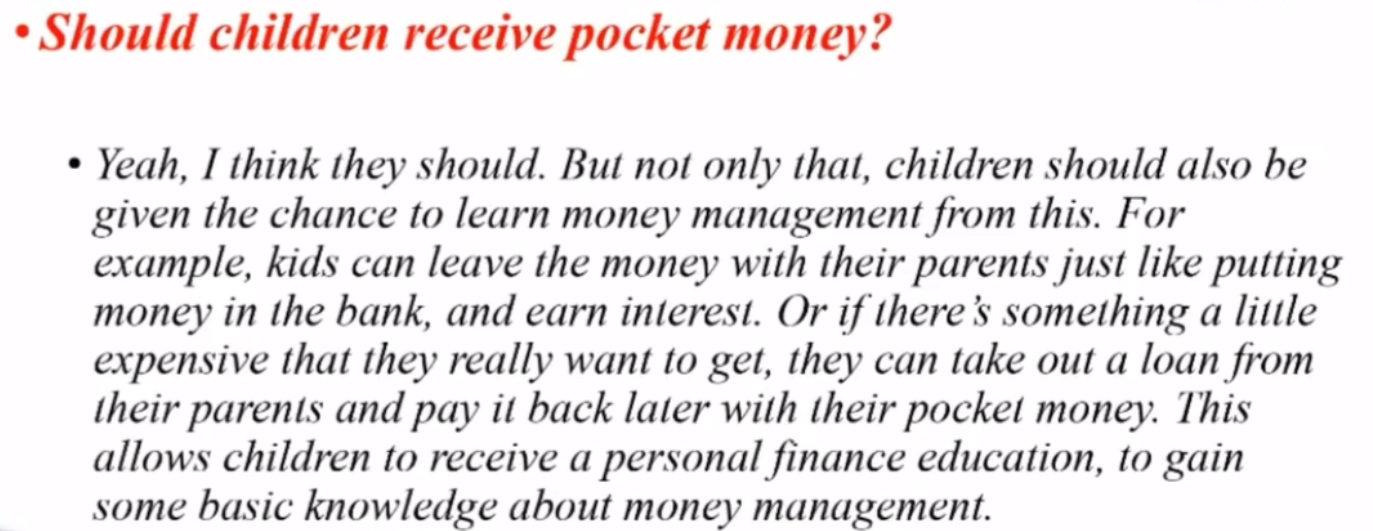 • Should children receive pocket money?
• Yeah, I think they should. But not only that, children should also be
given the chance to learn money management from this. For
example, kids can leave the money with their parents just like putting
money in the bank, and earn interest. Or if there's something a little
expensive that they really want to get, they can take out a loan from
their parents and pay it back later with their pocket money. This
allows children to receive a personal finance education, to gain
some basic knowledge about money management.